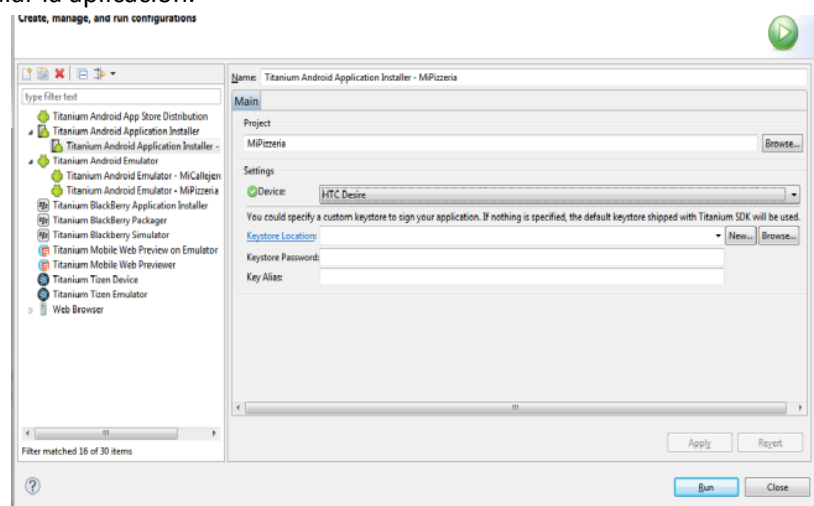 la aplicación.
Create, manage, and run configurations
type filter text
Titanium Android App Store Distribution
Titanium Android Application Installer
Titanium Android Application Installer -
Titanium Android Emulator
Titanium Android Emulator - MiCallejer
Titanium Android Emulator - MiPizzeria
Titanium BlackBerry Application Installer
Titanium BlackBerry Packager
Titanium Blackberry Simulator
Titanium Mobile Web Preview on Emulator
Titanium Mobile Web Previewer
Titanium Tizen Device
Titanium Tizen Emulator
Web Browser
Filter matched 16 of 30 items
Name: Titanium Android Application Installer - MiPizzeria
Main
Project
MiPizzeria Browse...
Settings
Device: HTC Desire
You could specify a custom keystore to sign your application. If nothing is specified, the default keystore shipped with Titanium SDK will be used.
Keystore Location: New... Browse...
Keystore Password:
Key Alias:
Apply Revert
Run Close